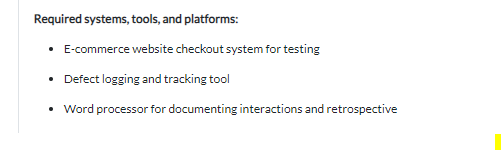 Required systems, tools, and platforms:
• E-commerce website checkout system for testing
• Defect logging and tracking tool
• Word processor for documenting interactions and retrospective